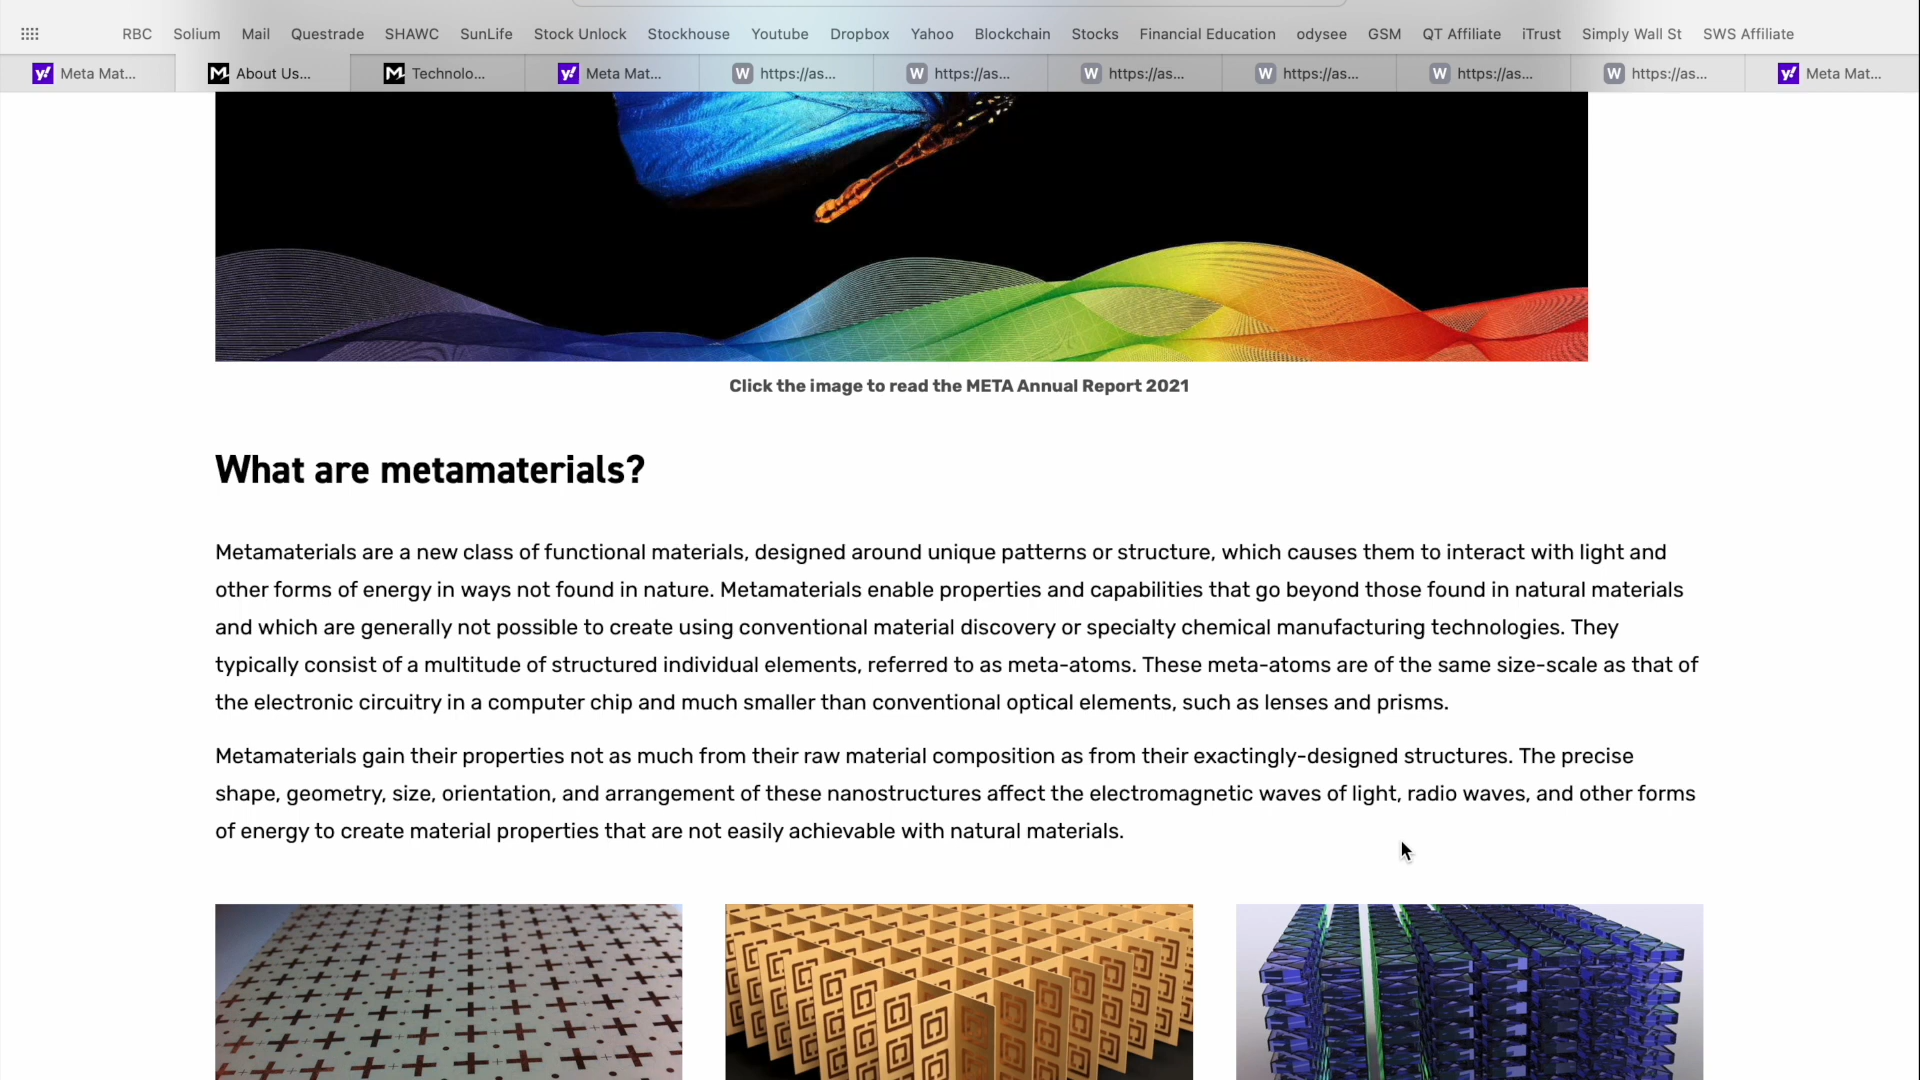 RBC Solium Mail Questrade SHAWC SunLife Stock Unlock Stockhouse Youtube Dropbox Yahoo Blockchain Stocks Financial Education odysee GSM QT Affiliate iTrust Simply Wall St SWS Affiliate
y! Meta Mat... M About Us... M Technolo... y! Meta Mat... W https://as... W https://as... W https://as... W https://as... W https://as... W https://as... y! Meta Mat...
Click the image to read the META Annual Report 2021
What are metamaterials?
Metamaterials are a new class of functional materials, designed around unique patterns or structure, which causes them to interact with light and
other forms of energy in ways not found in nature. Metamaterials enable properties and capabilities that go beyond those found in natural materials
and which are generally not possible to create using conventional material discovery or specialty chemical manufacturing technologies. They
typically consist of a multitude of structured individual elements, referred to as meta-atoms. These meta-atoms are of the same size-scale as that of
the electronic circuitry in a computer chip and much smaller than conventional optical elements, such as lenses and prisms.
Metamaterials gain their properties not as much from their raw material composition as from their exactingly-designed structures. The precise
shape, geometry, size, orientation, and arrangement of these nanostructures affect the electromagnetic waves of light, radio waves, and other forms
of energy to create material properties that are not easily achievable with natural materials.